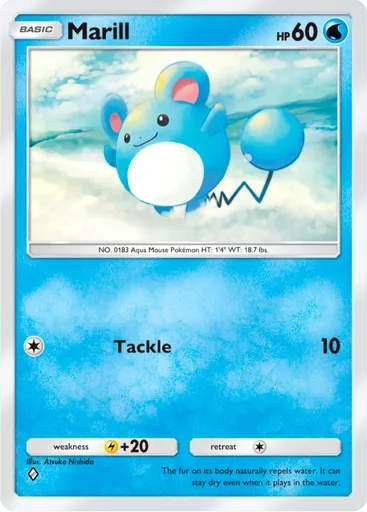 BASIC Marill HP 60
NO. 0183 Aqua Mouse Pokémon HT: 1'4" WT: 18.7 lbs.
Tackle 10
weakness +20 retreat
Illus. Atsuko Nishida
The fur on its body naturally repels water. It can
stay dry even when it plays in the water.